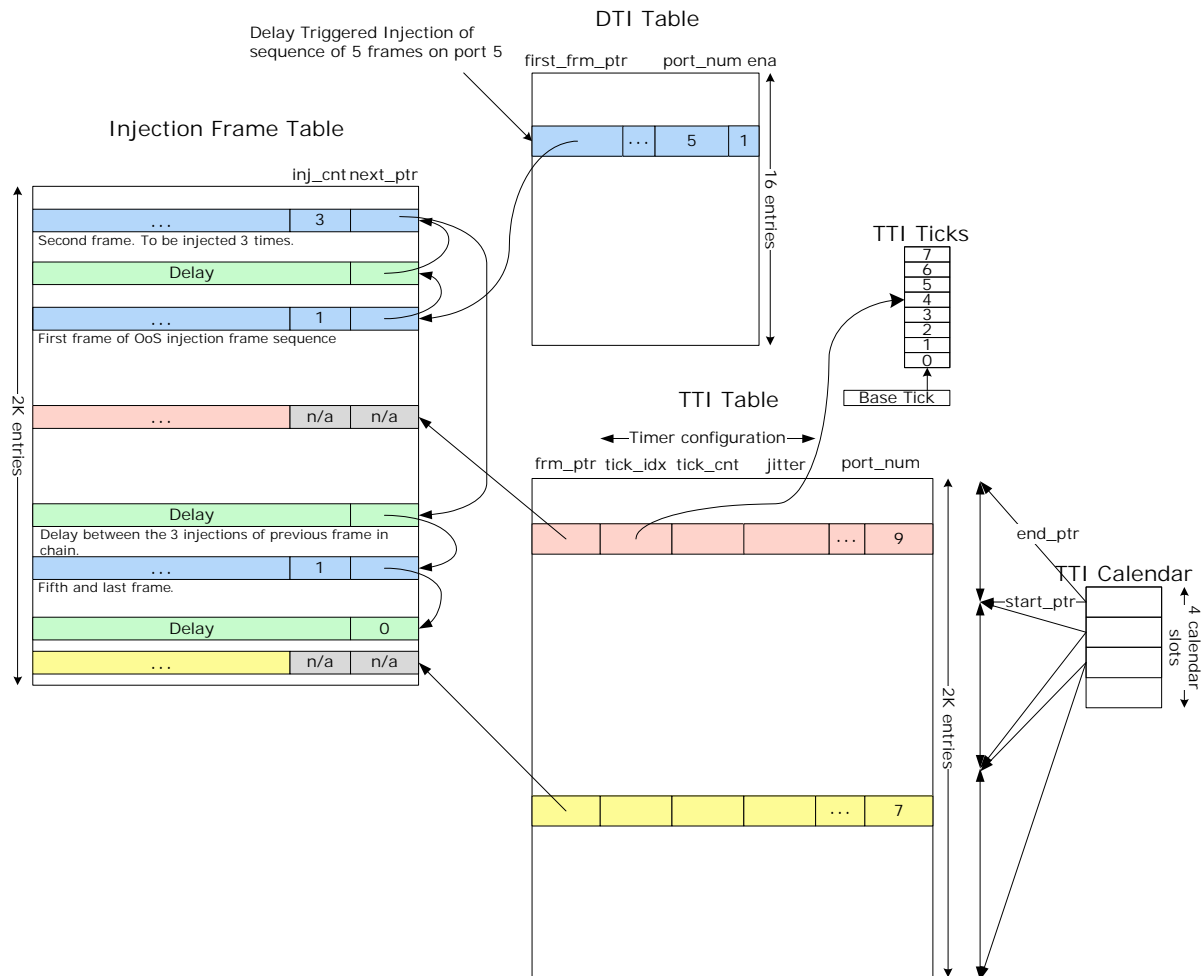 DTI Table
Delay Triggered Injection of
sequence of 5 frames on port 5
first_frm_ptr port_num ena
... 5 1
16 entries
Injection Frame Table
inj_cnt next_ptr
... 3
Second frame. To be injected 3 times.
Delay
... 1
First frame of OoS injection frame sequence
... n/a n/a
Delay
Delay between the 3 injections of previous frame in
chain.
... 1
Fifth and last frame.
Delay 0
... n/a n/a
2K entries
TTI Ticks
7
6
5
4
3
2
1
0
Base Tick
TTI Table
Timer configuration
frm_ptr tick_idx tick_cnt jitter port_num
... 9
... 7
2K entries
end_ptr
TTI Calendar
start_ptr
4 calendar
slots